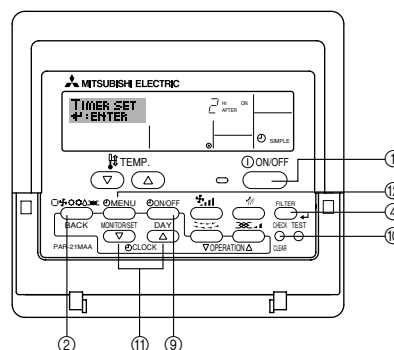 MITSUBISHI ELECTRIC
TIMER SET
↵:ENTER
2 Hr ON
AFTER
SIMPLE
TEMP.
ON/OFF
①
⑫
MENU
ON/OFF
FILTER
④
BACK
MONITOR/SET
DAY
CHECK TEST
PAR-21MAA
CLOCK
▽OPERATION△
CLEAR
⑩
②
⑪
⑨